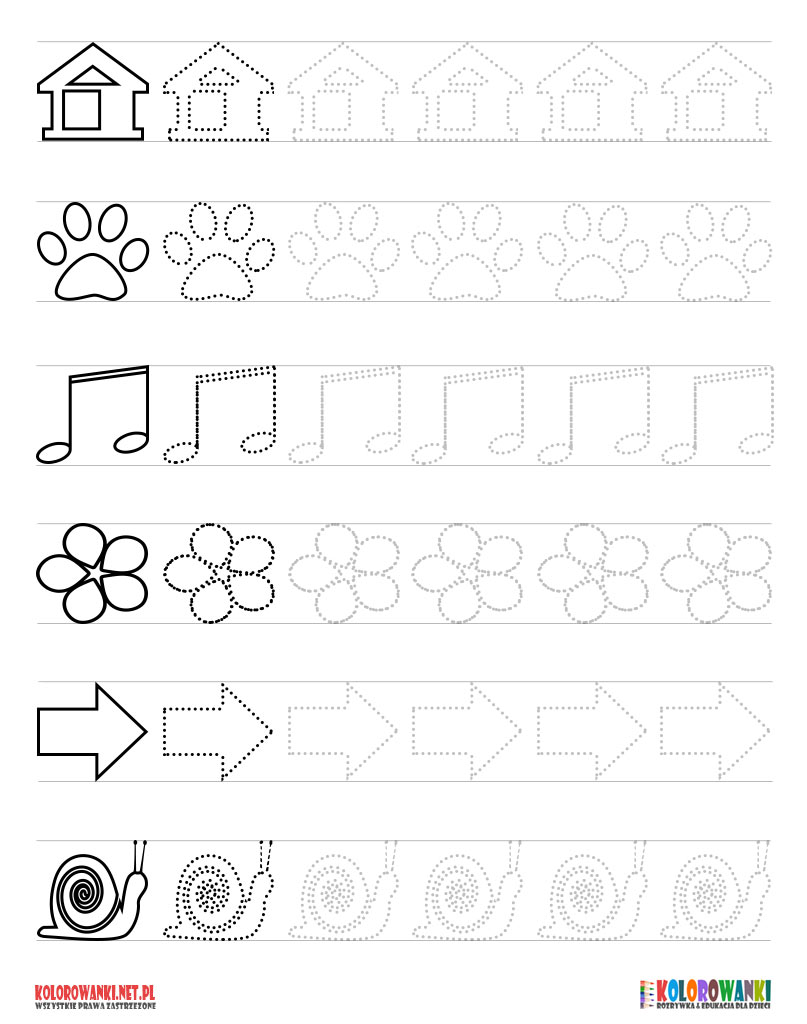 KOLOROWANKI.NET.PL
WSZYSTKIE PRAWA ZASTRZEŻONE
KOLOROWANKI
ROZRYWKA & EDUKACJA DLA DZIECI